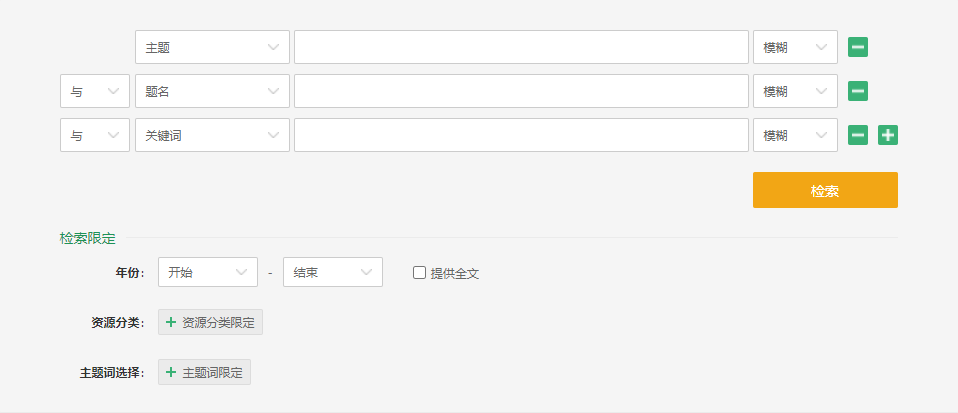 主题 模糊
与 题名 模糊
与 关键词 模糊
检索
检索限定
年份： 开始 - 结束 提供全文
资源分类： 资源分类限定
主题词选择： 主题词限定